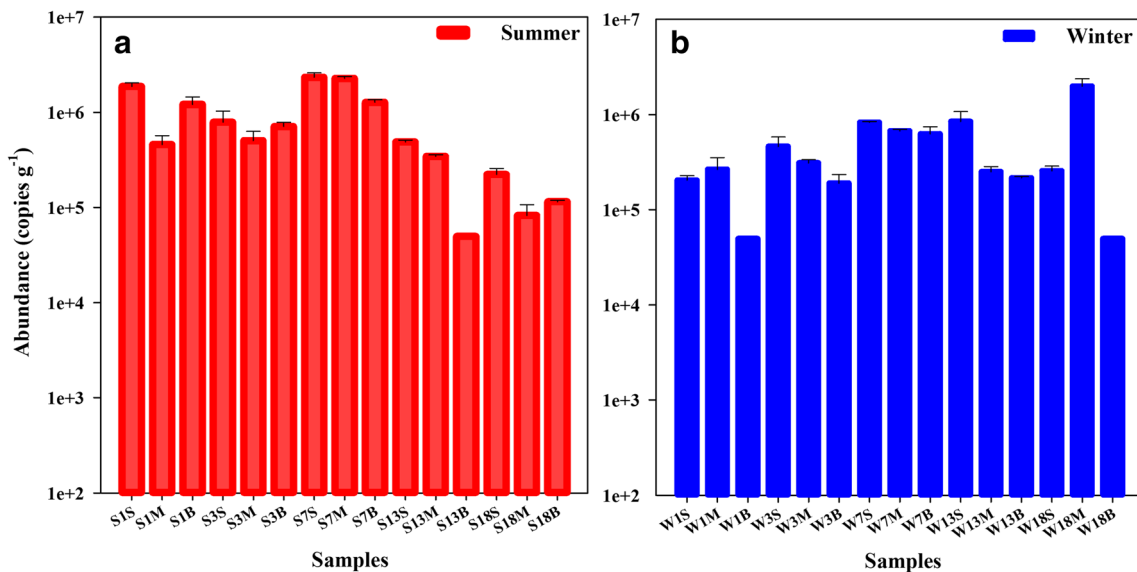 a
Summer
1e+7
1e+6
1e+5
1e+4
1e+3
1e+2
Abundance (copies g-1)
S1S S1M S1B S3S S3M S3B S7S S7M S7B S13S S13M S13B S18S S18M S18B
Samples
b
Winter
1e+7
1e+6
1e+5
1e+4
1e+3
1e+2
W1S W1M W1B W3S W3M W3B W7S W7M W7B W13S W13M W13B W18S W18M W18B
Samples